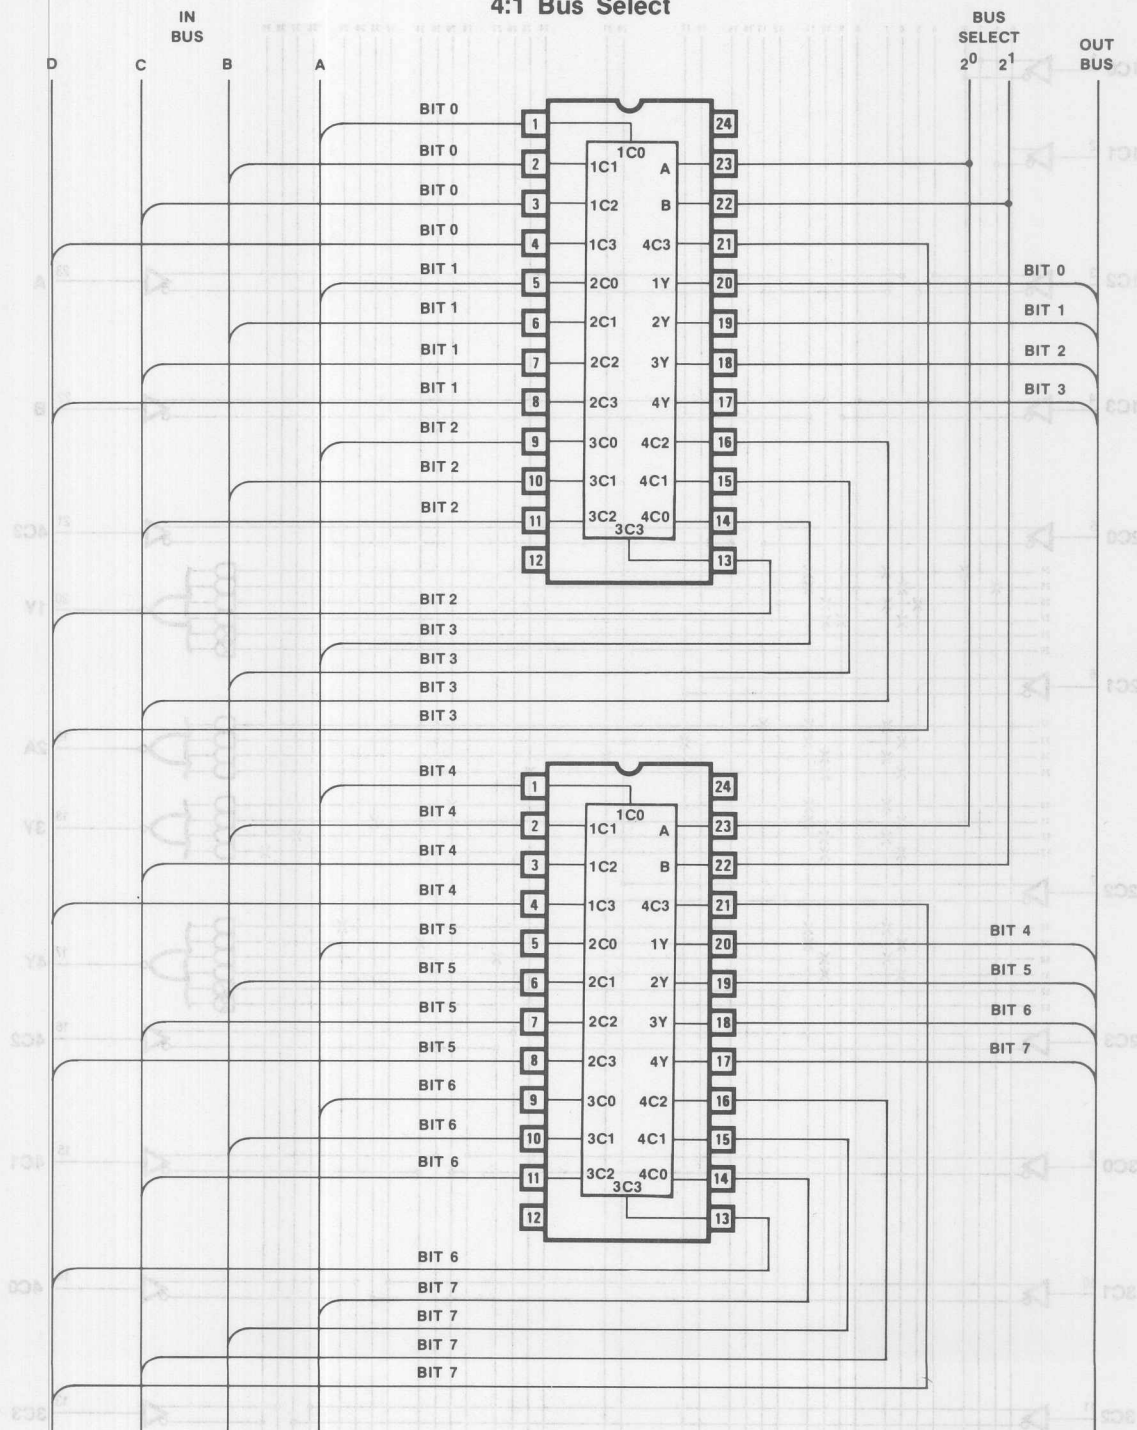 4:1 Bus Select
IN
BUS
BUS
SELECT
OUT
BUS
D C B A
2⁰ 2¹
BIT 0
BIT 0
BIT 0
BIT 0
BIT 1
BIT 1
BIT 1
BIT 1
BIT 2
BIT 2
BIT 2
1 24
2 23
3 22
4 21
5 20
6 19
7 18
8 17
9 16
10 15
11 14
12 13
1C0
1C1 A
1C2 B
1C3 4C3
2C0 1Y
2C1 2Y
2C2 3Y
2C3 4Y
3C0 4C2
3C1 4C1
3C2 4C0
3C3
BIT 0
BIT 1
BIT 2
BIT 3
BIT 2
BIT 3
BIT 3
BIT 3
BIT 3
BIT 4
BIT 4
BIT 4
BIT 4
BIT 5
BIT 5
BIT 5
BIT 5
BIT 6
BIT 6
BIT 6
1 24
2 23
3 22
4 21
5 20
6 19
7 18
8 17
9 16
10 15
11 14
12 13
1C0
1C1 A
1C2 B
1C3 4C3
2C0 1Y
2C1 2Y
2C2 3Y
2C3 4Y
3C0 4C2
3C1 4C1
3C2 4C0
3C3
BIT 4
BIT 5
BIT 6
BIT 7
BIT 6
BIT 7
BIT 7
BIT 7
BIT 7